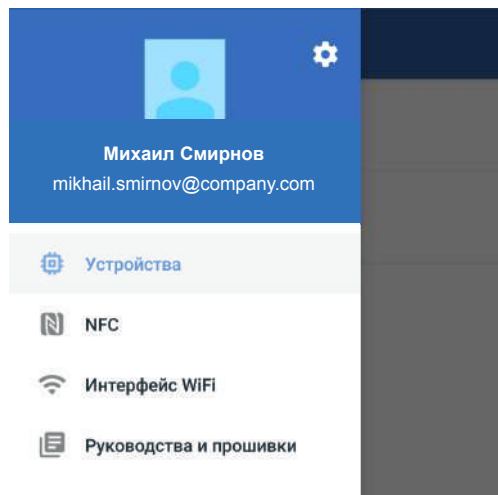 Михаил Смирнов
mikhail.smirnov@company.com
Устройства
NFC
Интерфейс WiFi
Руководства и прошивки